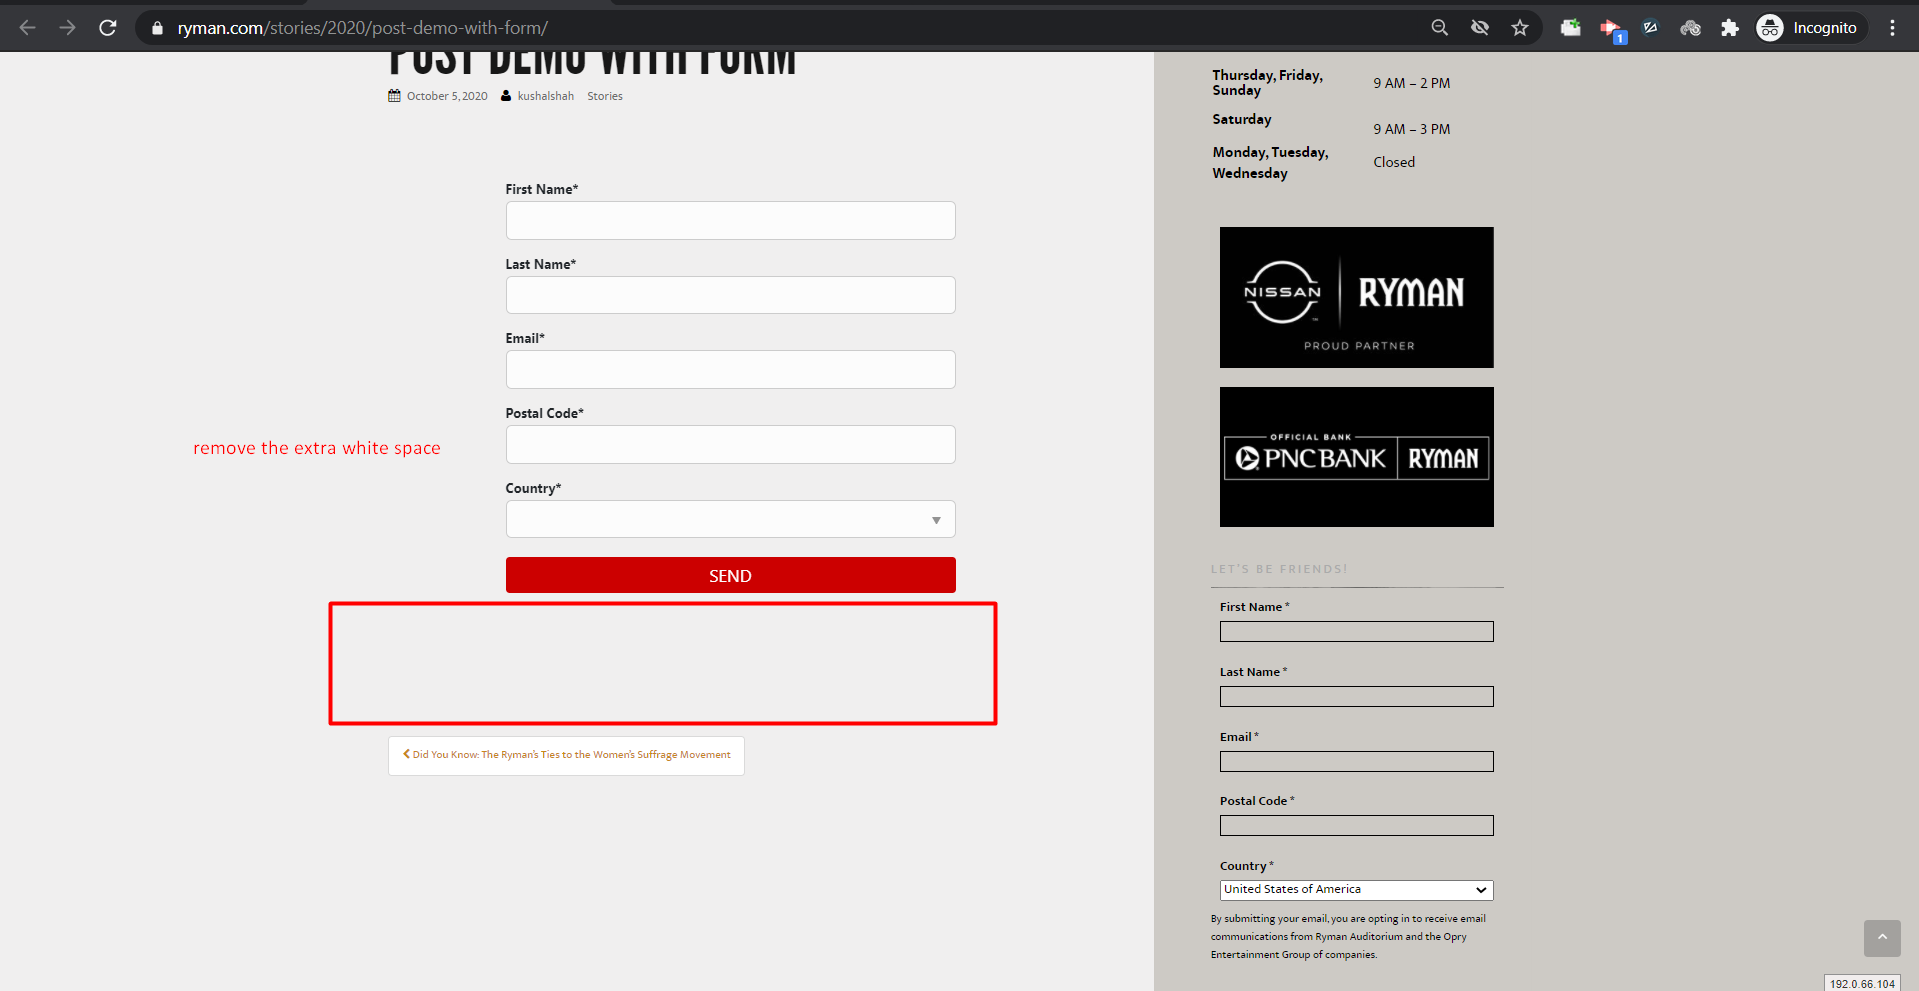 ryman.com/stories/2020/post-demo-with-form/
1
Incognito
POST DEMO WITH FORM
October 5, 2020 kushalshah Stories
First Name*
Last Name*
Email*
Postal Code*
Country*
SEND
remove the extra white space
Did You Know: The Ryman's Ties to the Women's Suffrage Movement
Thursday, Friday,
Sunday
9 AM – 2 PM
Saturday
9 AM – 3 PM
Monday, Tuesday,
Wednesday
Closed
NISSAN RYMAN
PROUD PARTNER
OFFICIAL BANK
PNC BANK RYMAN
LET'S BE FRIENDS!
First Name *
Last Name *
Email *
Postal Code *
Country *
United States of America
By submitting your email, you are opting in to receive email
communications from Ryman Auditorium and the Opry
Entertainment Group of companies.
192.0.66.104